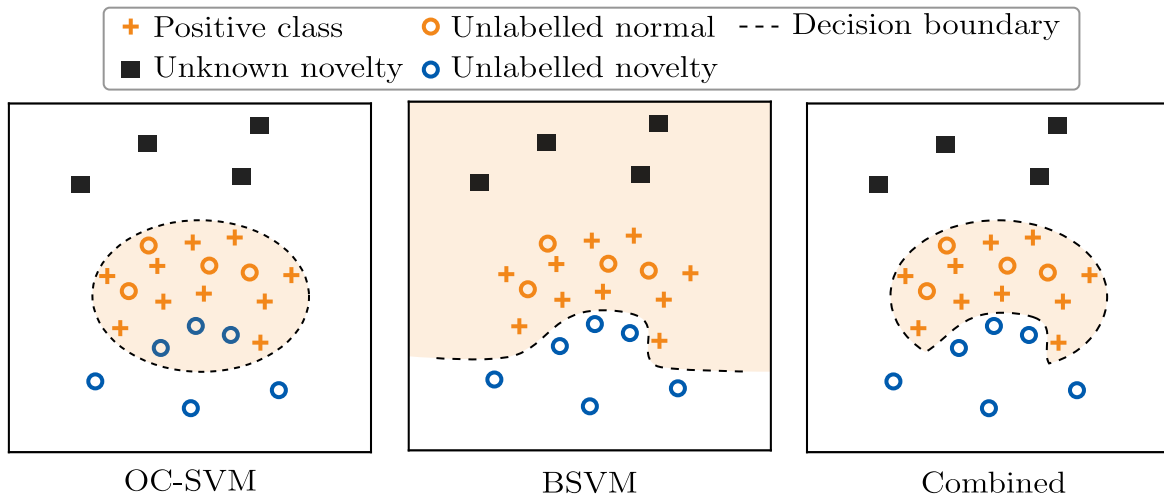 Positive class Unlabelled normal Decision boundary
Unknown novelty Unlabelled novelty
OC-SVM BSVM Combined